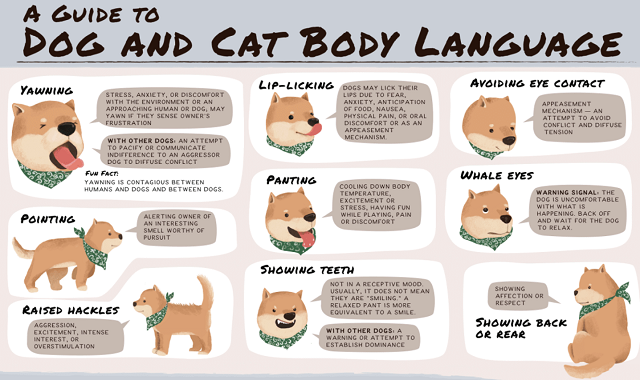 A Guide to
Dog and Cat Body Language
Yawning
Stress, anxiety, or discomfort
with the environment or an
approaching human or dog; may
yawn if they sense owner's
frustration
With other dogs: an attempt
to pacify or communicate
indifference to an aggressor
dog to diffuse conflict
Fun Fact:
Yawning is contagious between
humans and dogs and between dogs.
Lip-licking
Dogs may lick their
lips due to fear,
anxiety, anticipation
of food, nausea,
physical pain, or oral
discomfort or as an
appeasement
mechanism.
Avoiding eye contact
Appeasement
mechanism — an
attempt to avoid
conflict and diffuse
tension
Panting
Cooling down body
temperature,
excitement or
stress, having fun
while playing, pain
or discomfort
Whale eyes
Warning signal: the
dog is uncomfortable
with what is
happening. Back off
and wait for the dog
to relax.
Pointing
Alerting owner of
an interesting
smell worthy of
pursuit
Showing teeth
Not in a receptive mood.
Usually, it does not mean
they are "smiling." A
relaxed pant is more
equivalent to a smile.
With other dogs: a
warning or attempt to
establish dominance
Raised hackles
Aggression,
excitement, intense
interest, or
overstimulation
Showing
affection or
respect
Showing back
or rear